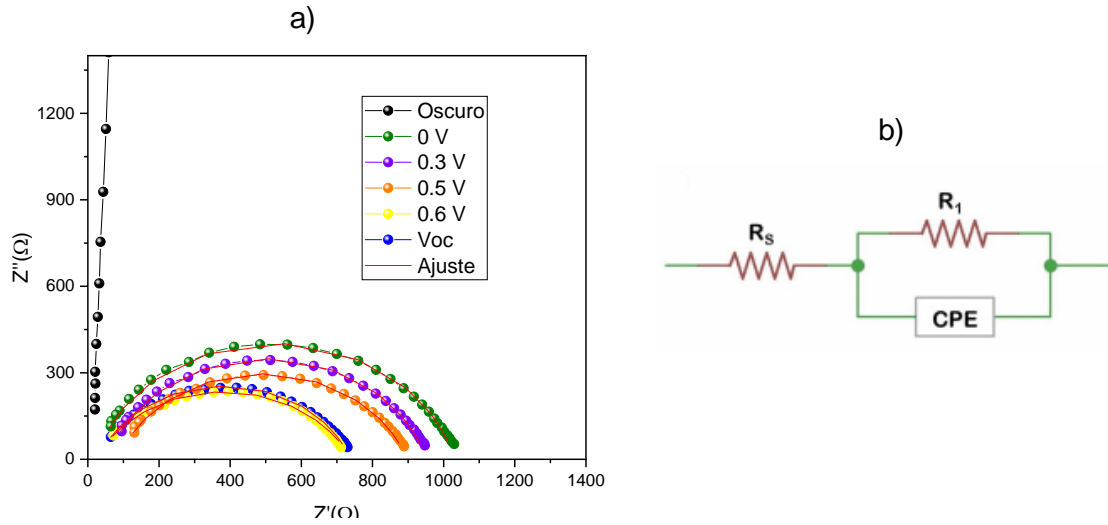 a)
1200
900
600
300
0
Z''(Ω)
0
200
400
600
800
1000
1200
1400
Z'(Ω)
Oscuro
0 V
0.3 V
0.5 V
0.6 V
Voc
Ajuste
b)
R1
RS
CPE